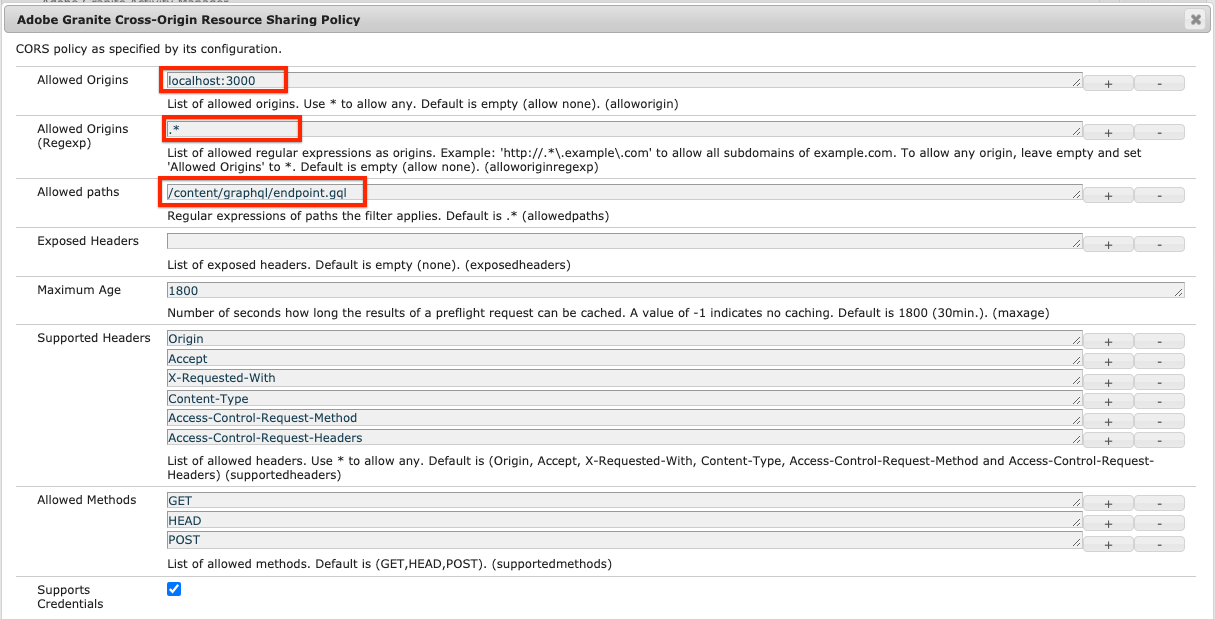 Adobe Granite Cross-Origin Resource Sharing Policy
CORS policy as specified by its configuration.
Allowed Origins
localhost:3000
+ -
List of allowed origins. Use * to allow any. Default is empty (allow none). (alloworigin)
Allowed Origins
(Regexp)
.*
+ -
List of allowed regular expressions as origins. Example: 'http://.*\.example\.com' to allow all subdomains of example.com. To allow any origin, leave empty and set
'Allowed Origins' to *. Default is empty (allow none). (alloworiginregexp)
Allowed paths
/content/graphql/endpoint.gql
+ -
Regular expressions of paths the filter applies. Default is .* (allowedpaths)
Exposed Headers
+ -
List of exposed headers. Default is empty (none). (exposedheaders)
Maximum Age
1800
Number of seconds how long the results of a preflight request can be cached. A value of -1 indicates no caching. Default is 1800 (30min.). (maxage)
Supported Headers
Origin
+ -
Accept
+ -
X-Requested-With
+ -
Content-Type
+ -
Access-Control-Request-Method
+ -
Access-Control-Request-Headers
+ -
List of allowed headers. Use * to allow any. Default is (Origin, Accept, X-Requested-With, Content-Type, Access-Control-Request-Method and Access-Control-Request-
Headers) (supportedheaders)
Allowed Methods
GET
+ -
HEAD
+ -
POST
+ -
List of allowed methods. Default is (GET,HEAD,POST). (supportedmethods)
Supports
Credentials